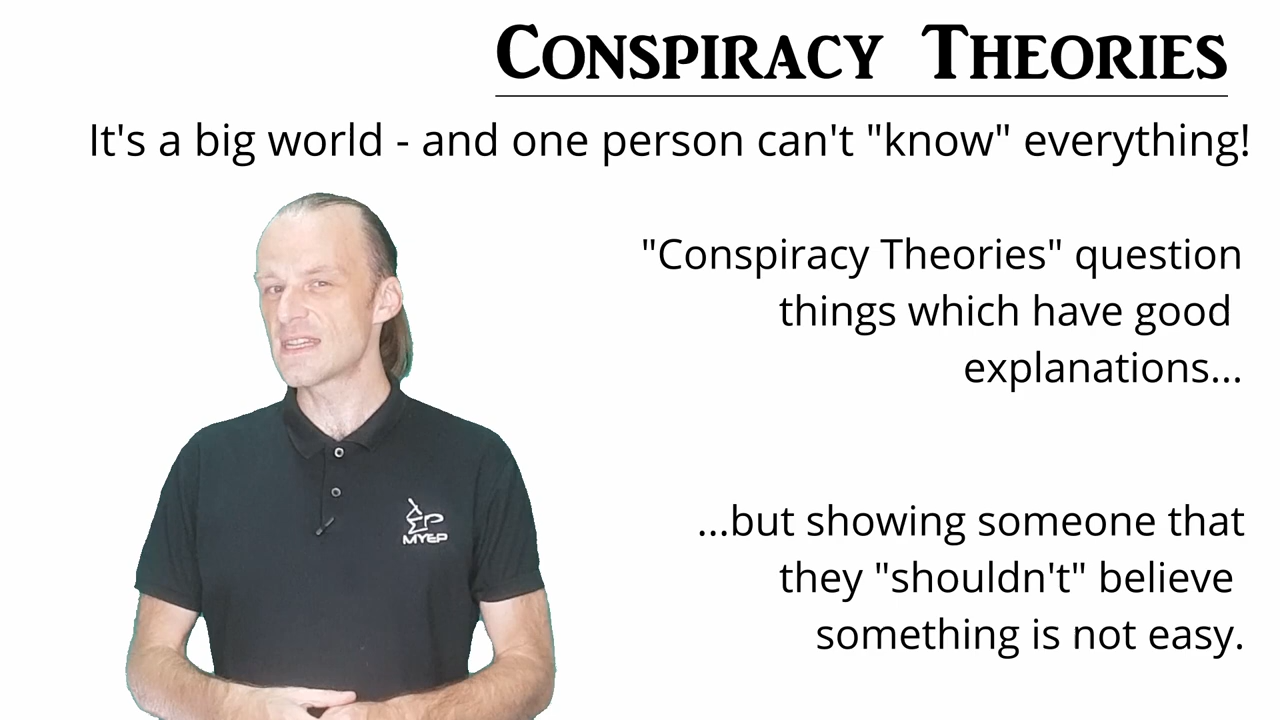 CONSPIRACY THEORIES
It's a big world - and one person can't "know" everything!
"Conspiracy Theories" question
things which have good
explanations...
MYEP
...but showing someone that
they "shouldn't" believe
something is not easy.